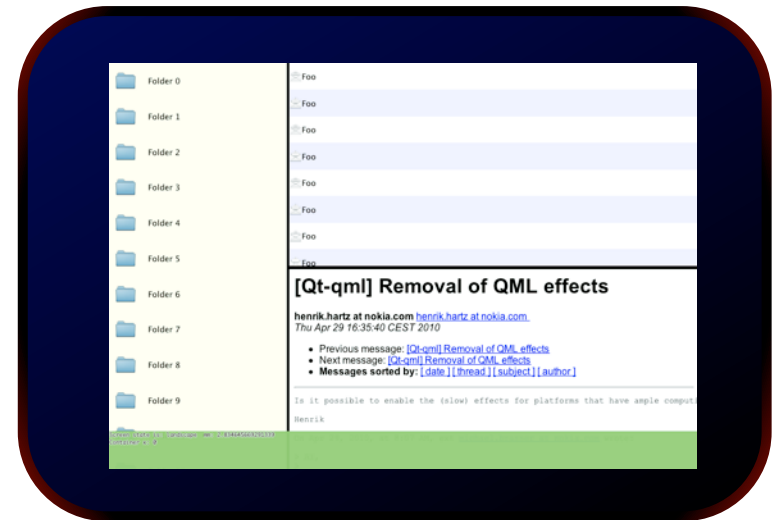 Folder 0
Folder 1
Folder 2
Folder 3
Folder 4
Folder 5
Folder 6
Folder 7
Folder 8
Folder 9
Foo
Foo
Foo
Foo
Foo
Foo
Foo
Foo
[Qt-qml] Removal of QML effects
henrik.hartz at nokia.com henrik.hartz at nokia.com
Thu Apr 29 16:35:40 CEST 2010
Previous message: [Qt-qml] Removal of QML effects
Next message: [Qt-qml] Removal of QML effects
Messages sorted by: [ date ] [ thread ] [ subject ] [ author ]
Is it possible to enable the (slow) effects for platforms that have ample
Henrik